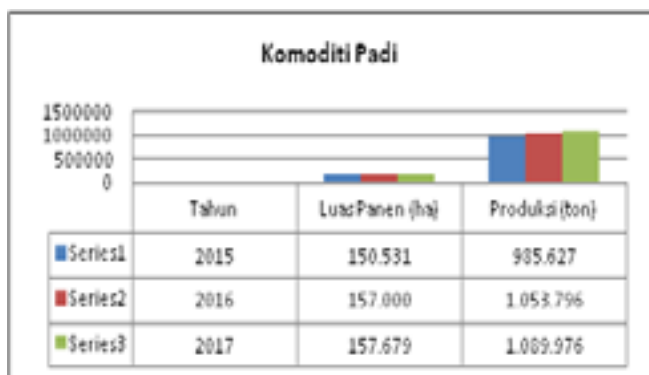 Komoditi Padi
1500000
1000000
500000
0
Tahun Luas Panen (ha) Produksi (ton)
Series1 2015 150.531 985.627
Series2 2016 157.000 1.053.796
Series3 2017 157.679 1.089.976